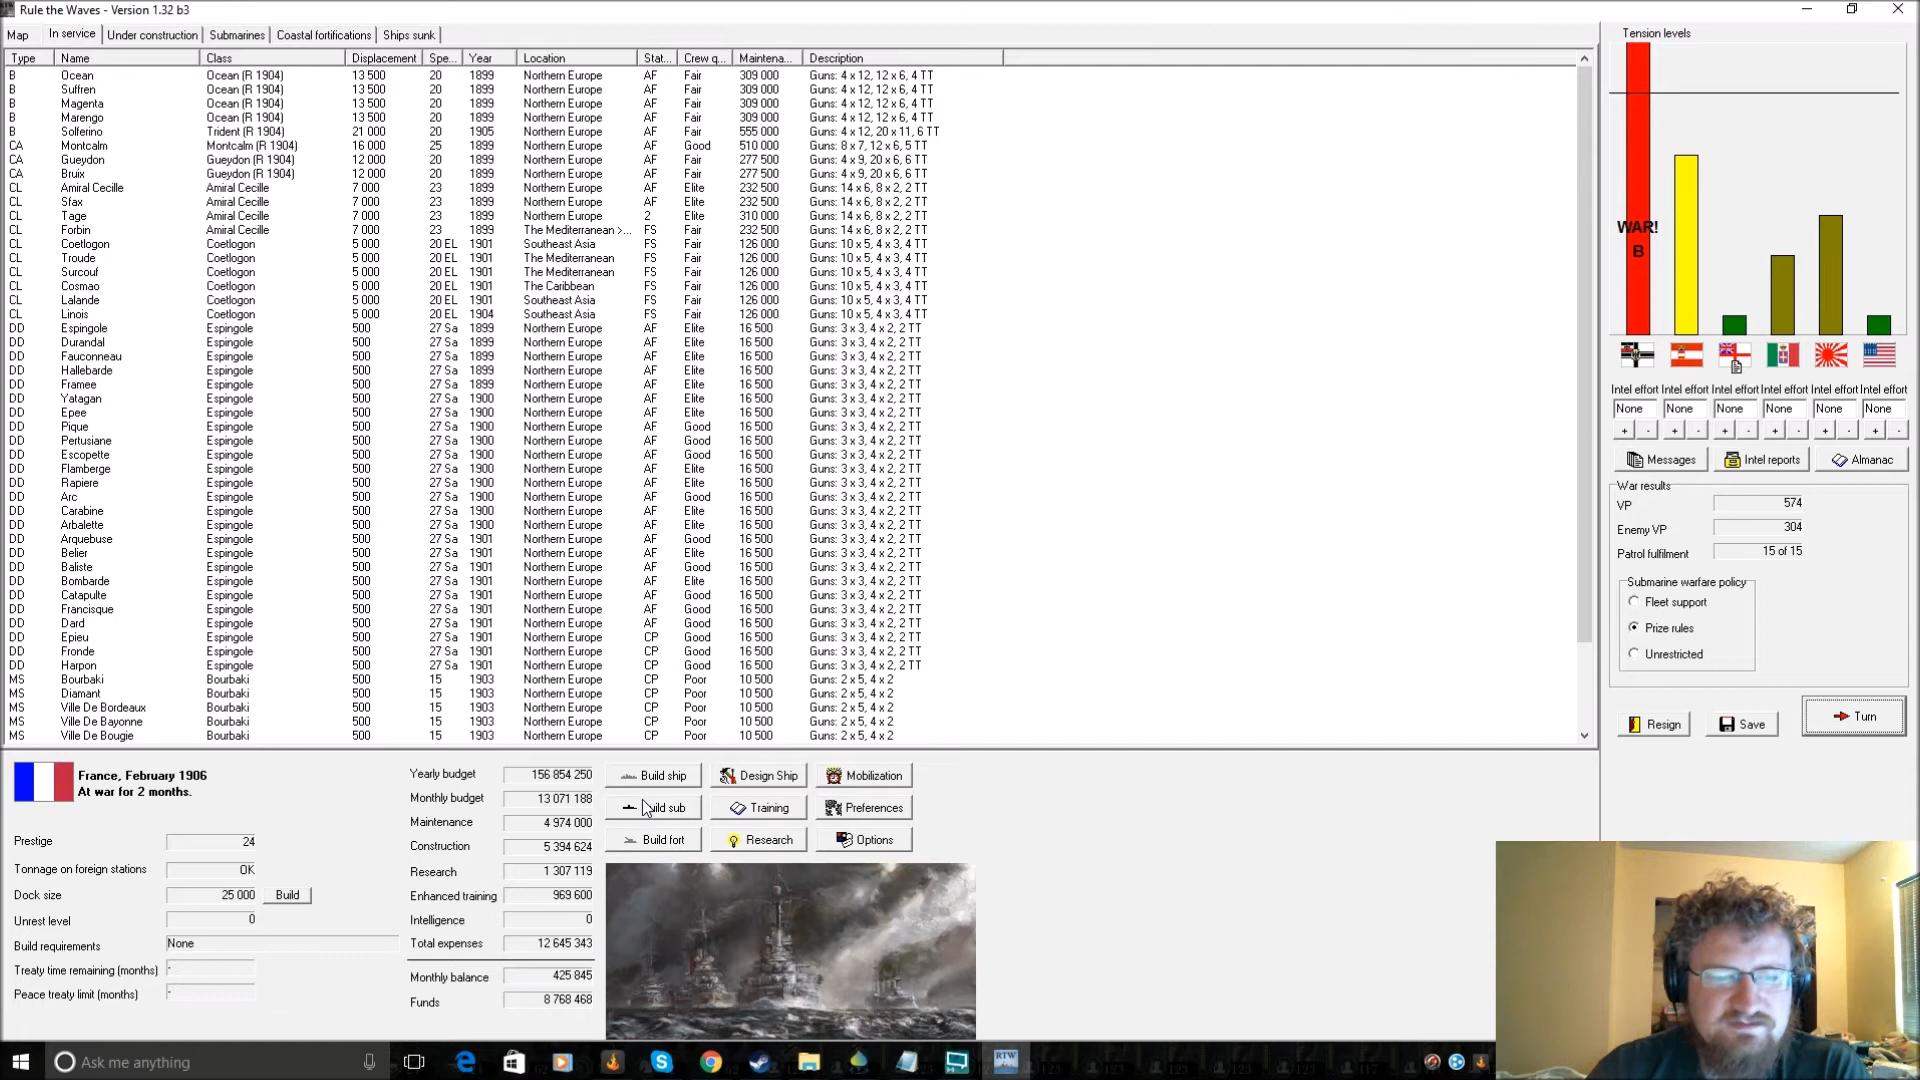 Rule the Waves - Version 1.32 b3
Map In service Under construction Submarines Coastal fortifications Ships sunk
Type Name Class Displacement Spe... Year Location Stat... Crew q... Maintena... Description
B Ocean Ocean (R 1904) 13 500 20 1899 Northern Europe AF Fair 309 000 Guns: 4 x 12, 12 x 6, 4 TT
B Suffren Ocean (R 1904) 13 500 20 1899 Northern Europe AF Fair 309 000 Guns: 4 x 12, 12 x 6, 4 TT
B Magenta Ocean (R 1904) 13 500 20 1899 Northern Europe AF Fair 309 000 Guns: 4 x 12, 12 x 6, 4 TT
B Marengo Ocean (R 1904) 13 500 20 1899 Northern Europe AF Fair 309 000 Guns: 4 x 12, 12 x 6, 4 TT
B Solferino Trident (R 1904) 21 000 20 1905 Northern Europe AF Fair 555 000 Guns: 4 x 12, 20 x 11, 6 TT
CA Montcalm Montcalm (R 1904) 16 000 25 1899 Northern Europe AF Good 510 000 Guns: 8 x 7, 12 x 6, 5 TT
CA Gueydon Gueydon (R 1904) 12 000 20 1899 Northern Europe AF Fair 277 500 Guns: 4 x 9, 20 x 6, 6 TT
CA Bruix Gueydon (R 1904) 12 000 20 1899 Northern Europe AF Fair 277 500 Guns: 4 x 9, 20 x 6, 6 TT
CL Amiral Cecille Amiral Cecille 7 000 23 1899 Northern Europe AF Elite 232 500 Guns: 14 x 6, 8 x 2, 2 TT
CL Sfax Amiral Cecille 7 000 23 1899 Northern Europe AF Elite 232 500 Guns: 14 x 6, 8 x 2, 2 TT
CL Tage Amiral Cecille 7 000 23 1899 Northern Europe 2 Elite 310 000 Guns: 14 x 6, 8 x 2, 2 TT
CL Forbin Amiral Cecille 7 000 23 1899 The Mediterranean >... FS Fair 232 500 Guns: 14 x 6, 8 x 2, 2 TT
CL Coetlogon Coetlogon 5 000 20 EL 1901 Southeast Asia FS Fair 126 000 Guns: 10 x 5, 4 x 3, 4 TT
CL Troude Coetlogon 5 000 20 EL 1901 The Mediterranean FS Fair 126 000 Guns: 10 x 5, 4 x 3, 4 TT
CL Surcouf Coetlogon 5 000 20 EL 1901 The Mediterranean FS Fair 126 000 Guns: 10 x 5, 4 x 3, 4 TT
CL Cosmao Coetlogon 5 000 20 EL 1901 The Caribbean FS Fair 126 000 Guns: 10 x 5, 4 x 3, 4 TT
CL Lalande Coetlogon 5 000 20 EL 1901 Southeast Asia FS Fair 126 000 Guns: 10 x 5, 4 x 3, 4 TT
CL Linois Coetlogon 5 000 20 EL 1904 Southeast Asia FS Fair 126 000 Guns: 10 x 5, 4 x 3, 4 TT
DD Espingole Espingole 500 27 Sa 1899 Northern Europe AF Elite 16 500 Guns: 3 x 3, 4 x 2, 2 TT
DD Durandal Espingole 500 27 Sa 1899 Northern Europe AF Elite 16 500 Guns: 3 x 3, 4 x 2, 2 TT
DD Fauconneau Espingole 500 27 Sa 1899 Northern Europe AF Elite 16 500 Guns: 3 x 3, 4 x 2, 2 TT
DD Hallebarde Espingole 500 27 Sa 1899 Northern Europe AF Elite 16 500 Guns: 3 x 3, 4 x 2, 2 TT
DD Framee Espingole 500 27 Sa 1899 Northern Europe AF Elite 16 500 Guns: 3 x 3, 4 x 2, 2 TT
DD Yatagan Espingole 500 27 Sa 1900 Northern Europe AF Elite 16 500 Guns: 3 x 3, 4 x 2, 2 TT
DD Epee Espingole 500 27 Sa 1900 Northern Europe AF Elite 16 500 Guns: 3 x 3, 4 x 2, 2 TT
DD Pique Espingole 500 27 Sa 1900 Northern Europe AF Good 16 500 Guns: 3 x 3, 4 x 2, 2 TT
DD Pertusiane Espingole 500 27 Sa 1900 Northern Europe AF Good 16 500 Guns: 3 x 3, 4 x 2, 2 TT
DD Escopette Espingole 500 27 Sa 1900 Northern Europe AF Good 16 500 Guns: 3 x 3, 4 x 2, 2 TT
DD Flamberge Espingole 500 27 Sa 1900 Northern Europe AF Elite 16 500 Guns: 3 x 3, 4 x 2, 2 TT
DD Rapiere Espingole 500 27 Sa 1900 Northern Europe AF Elite 16 500 Guns: 3 x 3, 4 x 2, 2 TT
DD Arc Espingole 500 27 Sa 1900 Northern Europe AF Good 16 500 Guns: 3 x 3, 4 x 2, 2 TT
DD Carabine Espingole 500 27 Sa 1900 Northern Europe AF Elite 16 500 Guns: 3 x 3, 4 x 2, 2 TT
DD Arbalette Espingole 500 27 Sa 1900 Northern Europe AF Elite 16 500 Guns: 3 x 3, 4 x 2, 2 TT
DD Arquebuse Espingole 500 27 Sa 1901 Northern Europe AF Good 16 500 Guns: 3 x 3, 4 x 2, 2 TT
DD Belier Espingole 500 27 Sa 1901 Northern Europe AF Elite 16 500 Guns: 3 x 3, 4 x 2, 2 TT
DD Baliste Espingole 500 27 Sa 1901 Northern Europe AF Good 16 500 Guns: 3 x 3, 4 x 2, 2 TT
DD Bombarde Espingole 500 27 Sa 1901 Northern Europe AF Elite 16 500 Guns: 3 x 3, 4 x 2, 2 TT
DD Catapulte Espingole 500 27 Sa 1901 Northern Europe AF Good 16 500 Guns: 3 x 3, 4 x 2, 2 TT
DD Francisque Espingole 500 27 Sa 1901 Northern Europe AF Good 16 500 Guns: 3 x 3, 4 x 2, 2 TT
DD Dard Espingole 500 27 Sa 1901 Northern Europe AF Good 16 500 Guns: 3 x 3, 4 x 2, 2 TT
DD Epieu Espingole 500 27 Sa 1901 Northern Europe CP Good 16 500 Guns: 3 x 3, 4 x 2, 2 TT
DD Fronde Espingole 500 27 Sa 1901 Northern Europe CP Good 16 500 Guns: 3 x 3, 4 x 2, 2 TT
DD Harpon Espingole 500 27 Sa 1901 Northern Europe CP Good 16 500 Guns: 3 x 3, 4 x 2, 2 TT
MS Bourbaki Bourbaki 500 15 1903 Northern Europe CP Poor 10 500 Guns: 2 x 5, 4 x 2
MS Diamant Bourbaki 500 15 1903 Northern Europe CP Poor 10 500 Guns: 2 x 5, 4 x 2
MS Ville De Bordeaux Bourbaki 500 15 1903 Northern Europe CP Poor 10 500 Guns: 2 x 5, 4 x 2
MS Ville De Bayonne Bourbaki 500 15 1903 Northern Europe CP Poor 10 500 Guns: 2 x 5, 4 x 2
MS Ville De Bougie Bourbaki 500 15 1903 Northern Europe CP Poor 10 500 Guns: 2 x 5, 4 x 2
Tension levels
WAR!
B
Intel effort Intel effort Intel effort Intel effort Intel effort Intel effort
None None None None None None
+ - + - + - + - + - + -
Messages Intel reports Almanac
War results
VP 574
Enemy VP 304
Patrol fulfilment 15 of 15
Submarine warfare policy
Fleet support
Prize rules
Unrestricted
Resign Save Turn
France, February 1906
At war for 2 months.
Prestige 24
Tonnage on foreign stations OK
Dock size 25 000 Build
Unrest level 0
Build requirements None
Treaty time remaining (months) -
Peace treaty limit (months) -
Yearly budget 156 854 250
Monthly budget 13 071 188
Maintenance 4 974 000
Construction 5 394 624
Research 1 307 119
Enhanced training 969 600
Intelligence 0
Total expenses 12 645 343
Monthly balance 425 845
Funds 8 768 468
Build ship Design Ship Mobilization
uild sub Training Preferences
Build fort Research Options
Ask me anything
RTW